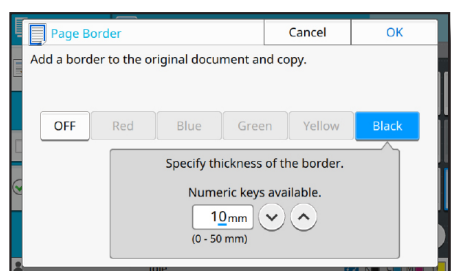 Page Border
Cancel
OK
Add a border to the original document and copy.
OFF
Red
Blue
Green
Yellow
Black
Specify thickness of the border.
Numeric keys available.
10mm
(0 - 50 mm)